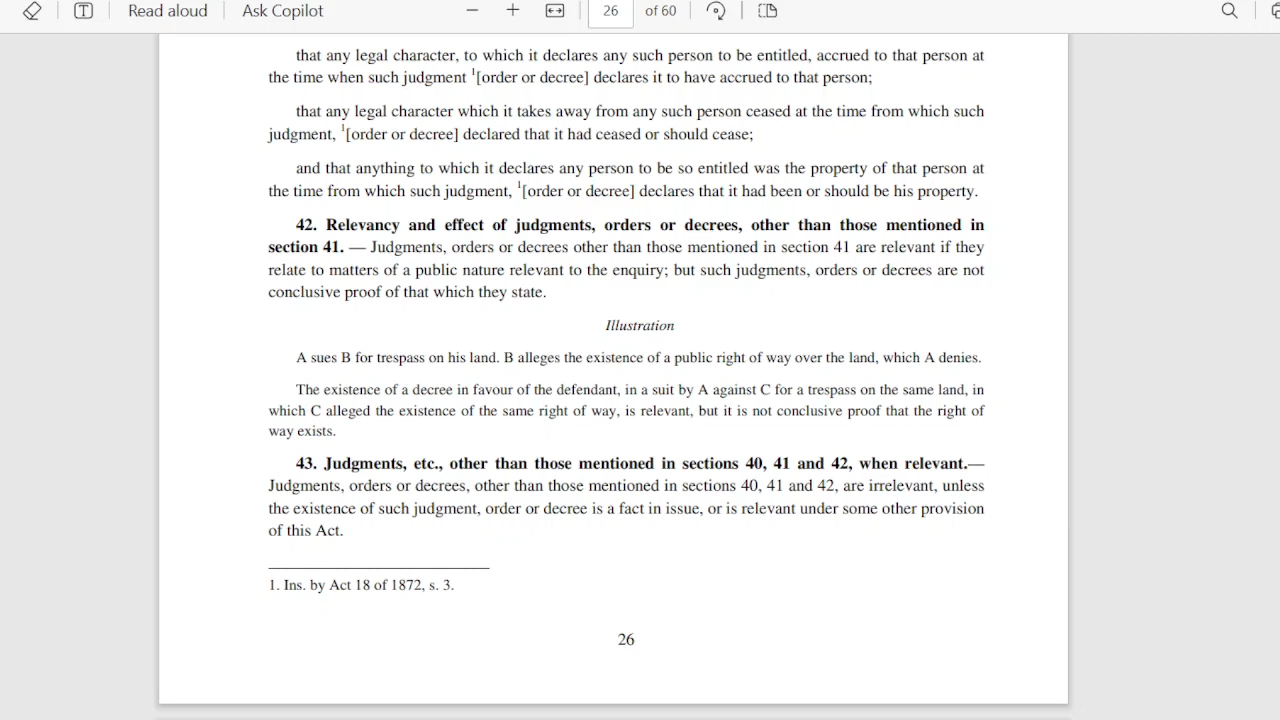 Read aloud Ask Copilot 26 of 60
that any legal character, to which it declares any such person to be entitled, accrued to that person at
the time when such judgment 1[order or decree] declares it to have accrued to that person;
that any legal character which it takes away from any such person ceased at the time from which such
judgment, 1[order or decree] declared that it had ceased or should cease;
and that anything to which it declares any person to be so entitled was the property of that person at
the time from which such judgment, 1[order or decree] declares that it had been or should be his property.
42. Relevancy and effect of judgments, orders or decrees, other than those mentioned in
section 41. — Judgments, orders or decrees other than those mentioned in section 41 are relevant if they
relate to matters of a public nature relevant to the enquiry; but such judgments, orders or decrees are not
conclusive proof of that which they state.
Illustration
A sues B for trespass on his land. B alleges the existence of a public right of way over the land, which A denies.
The existence of a decree in favour of the defendant, in a suit by A against C for a trespass on the same land, in
which C alleged the existence of the same right of way, is relevant, but it is not conclusive proof that the right of
way exists.
43. Judgments, etc., other than those mentioned in sections 40, 41 and 42, when relevant.—
Judgments, orders or decrees, other than those mentioned in sections 40, 41 and 42, are irrelevant, unless
the existence of such judgment, order or decree is a fact in issue, or is relevant under some other provision
of this Act.
1. Ins. by Act 18 of 1872, s. 3.
26